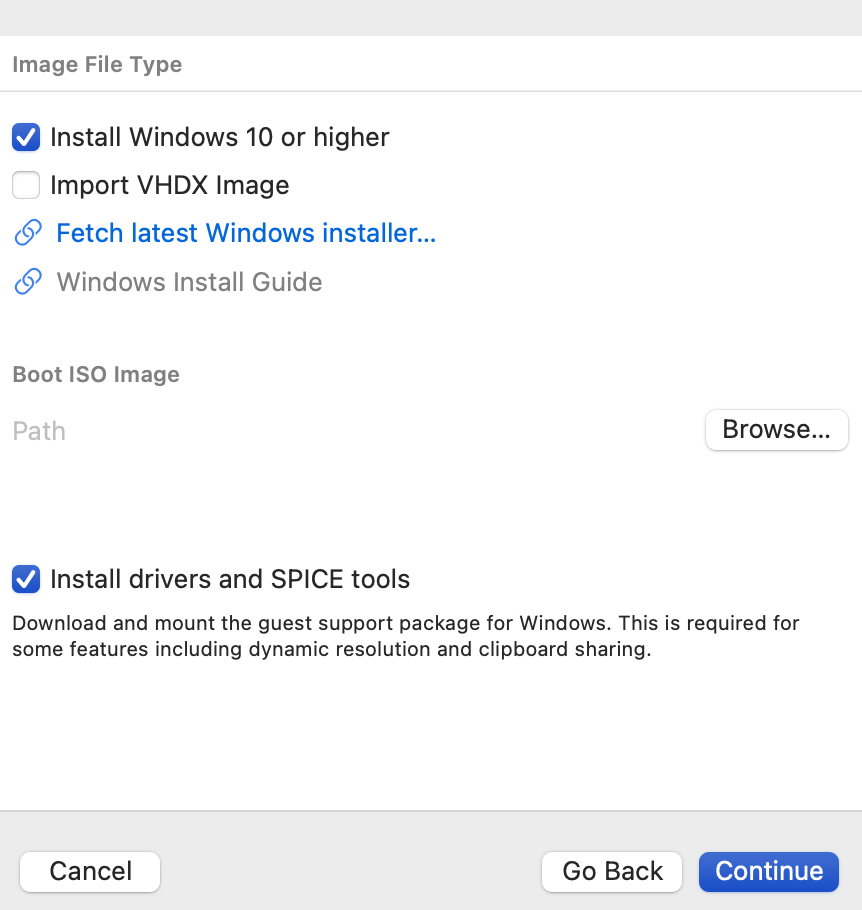 Image File Type
Install Windows 10 or higher
Import VHDX Image
Fetch latest Windows installer...
Windows Install Guide
Boot ISO Image
Path
Browse...
Install drivers and SPICE tools
Download and mount the guest support package for Windows. This is required for
some features including dynamic resolution and clipboard sharing.
Cancel
Go Back
Continue